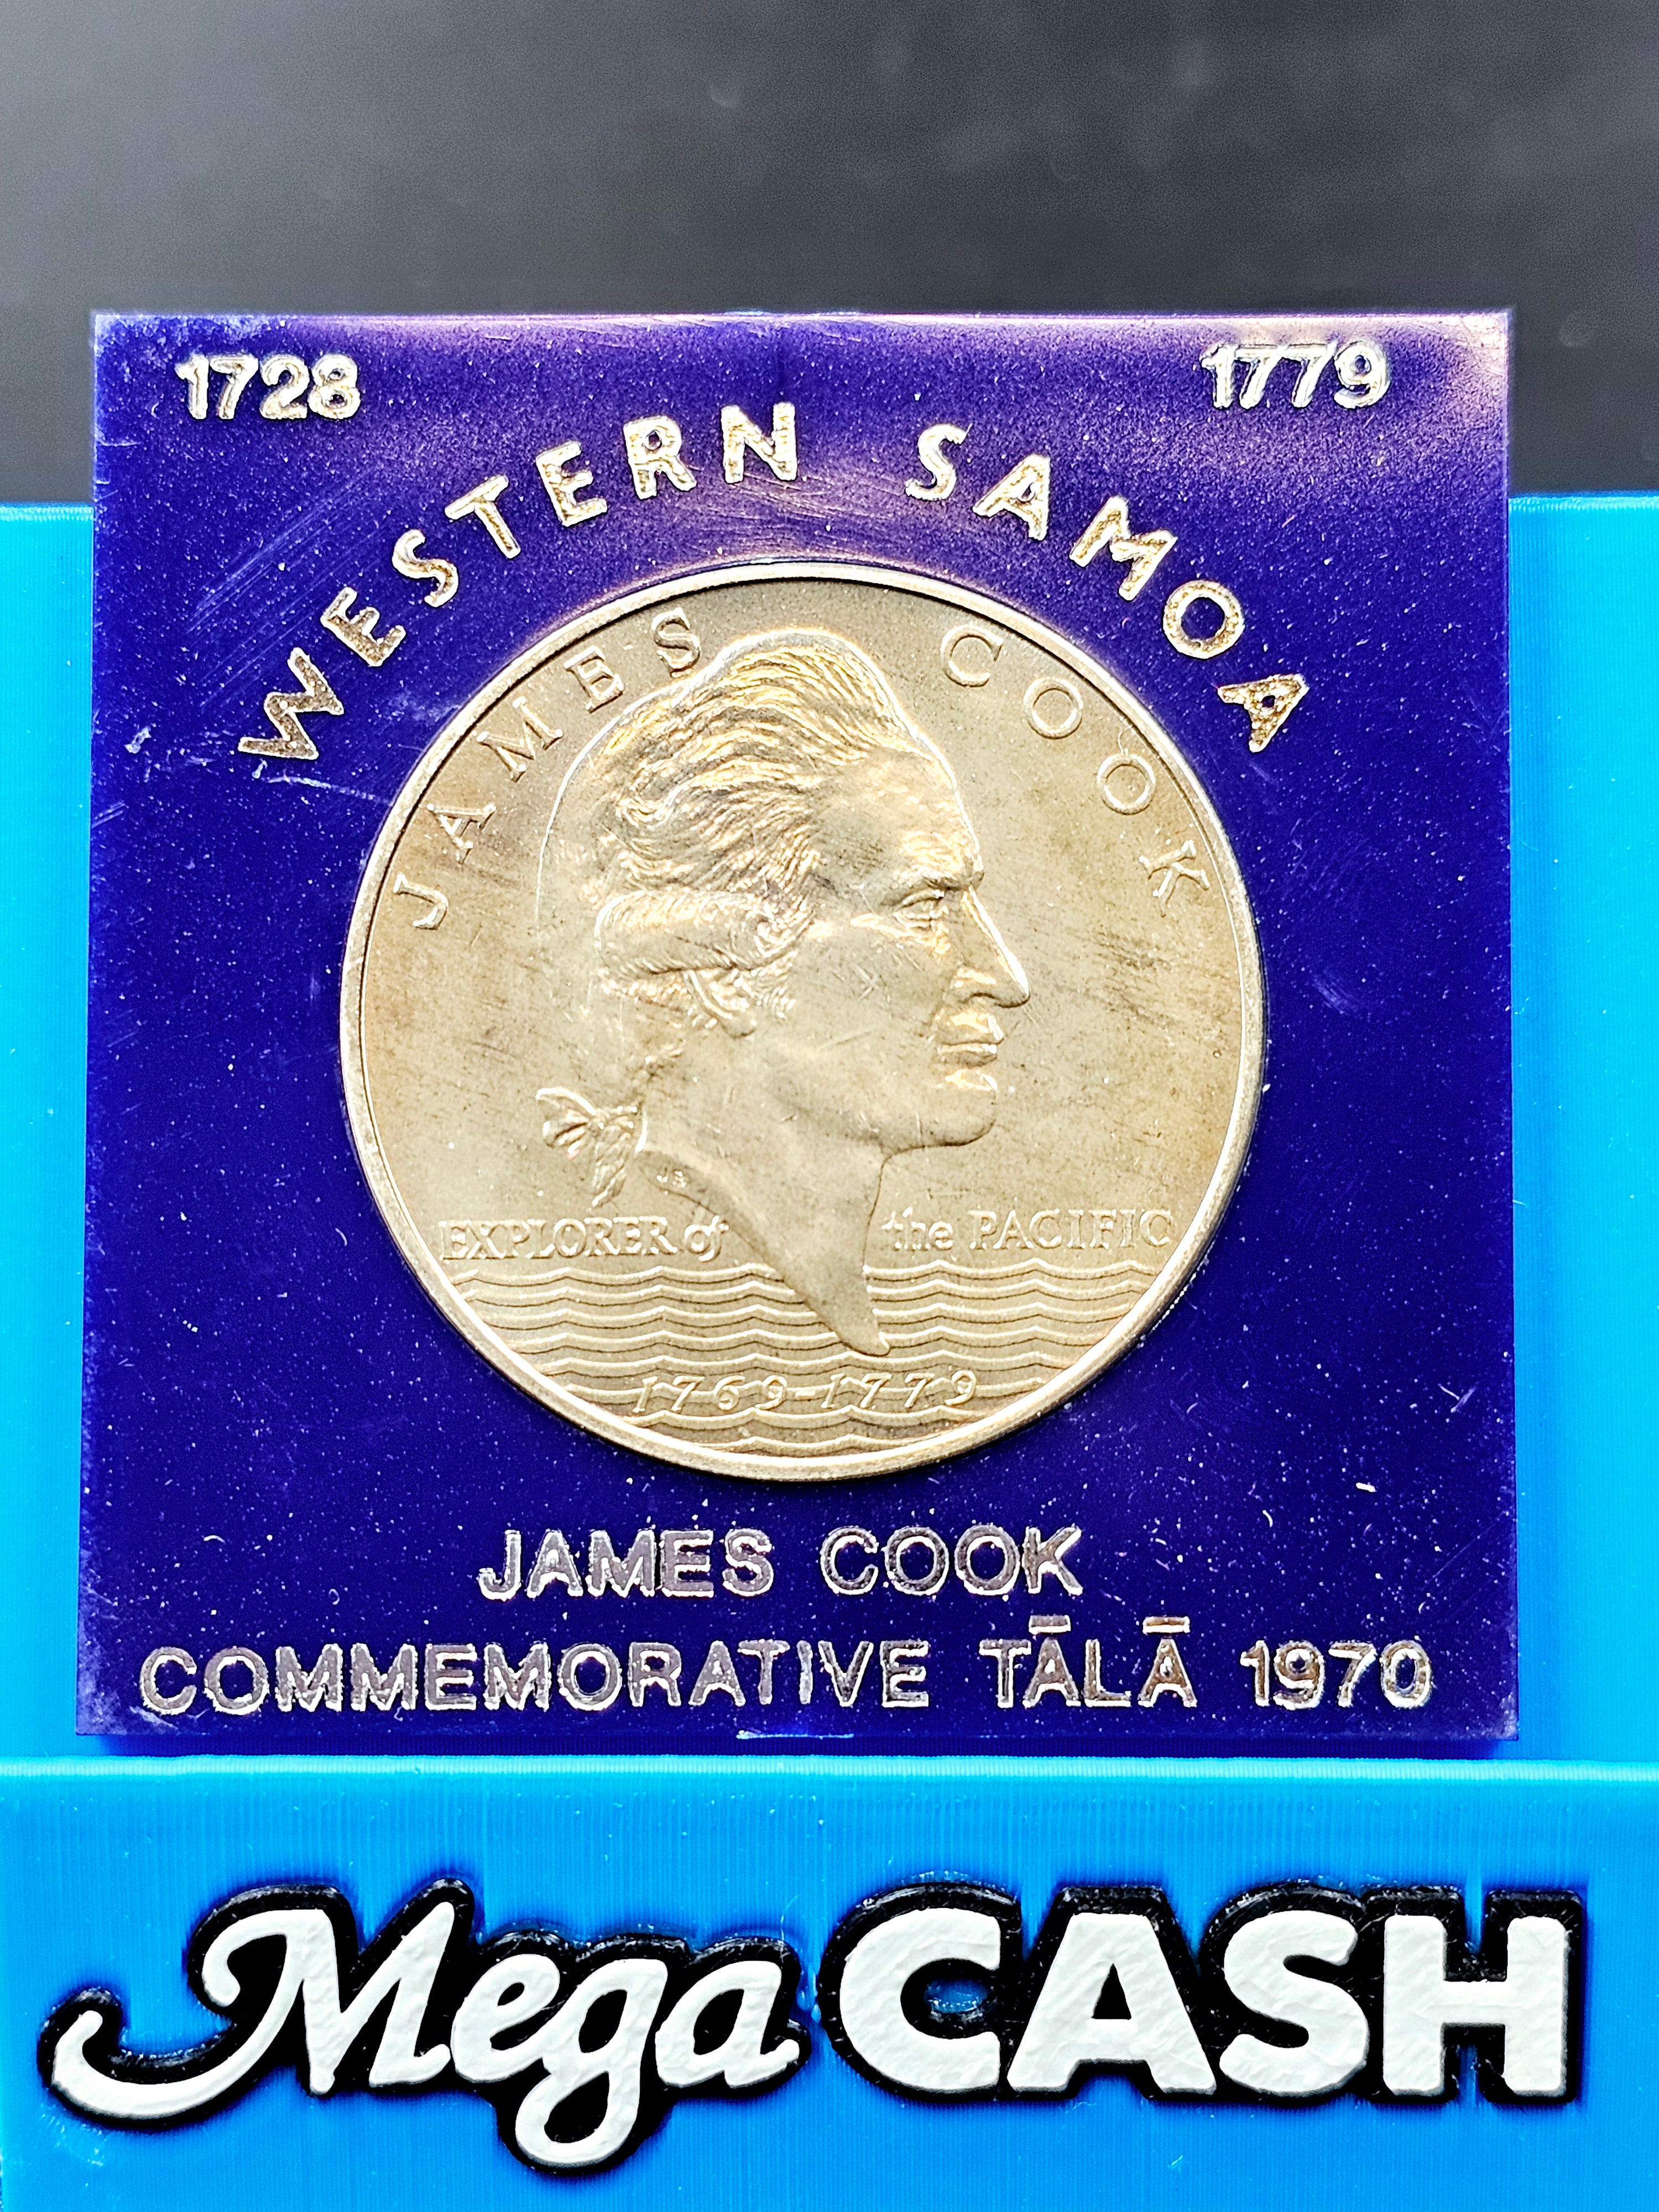 1728 1779
WESTERN SAMOA
JAMES COOK
JB
EXPLORER of the PACIFIC
1769-1779
JAMES COOK
COMMEMORATIVE TĀLĀ 1970
Mega CASH